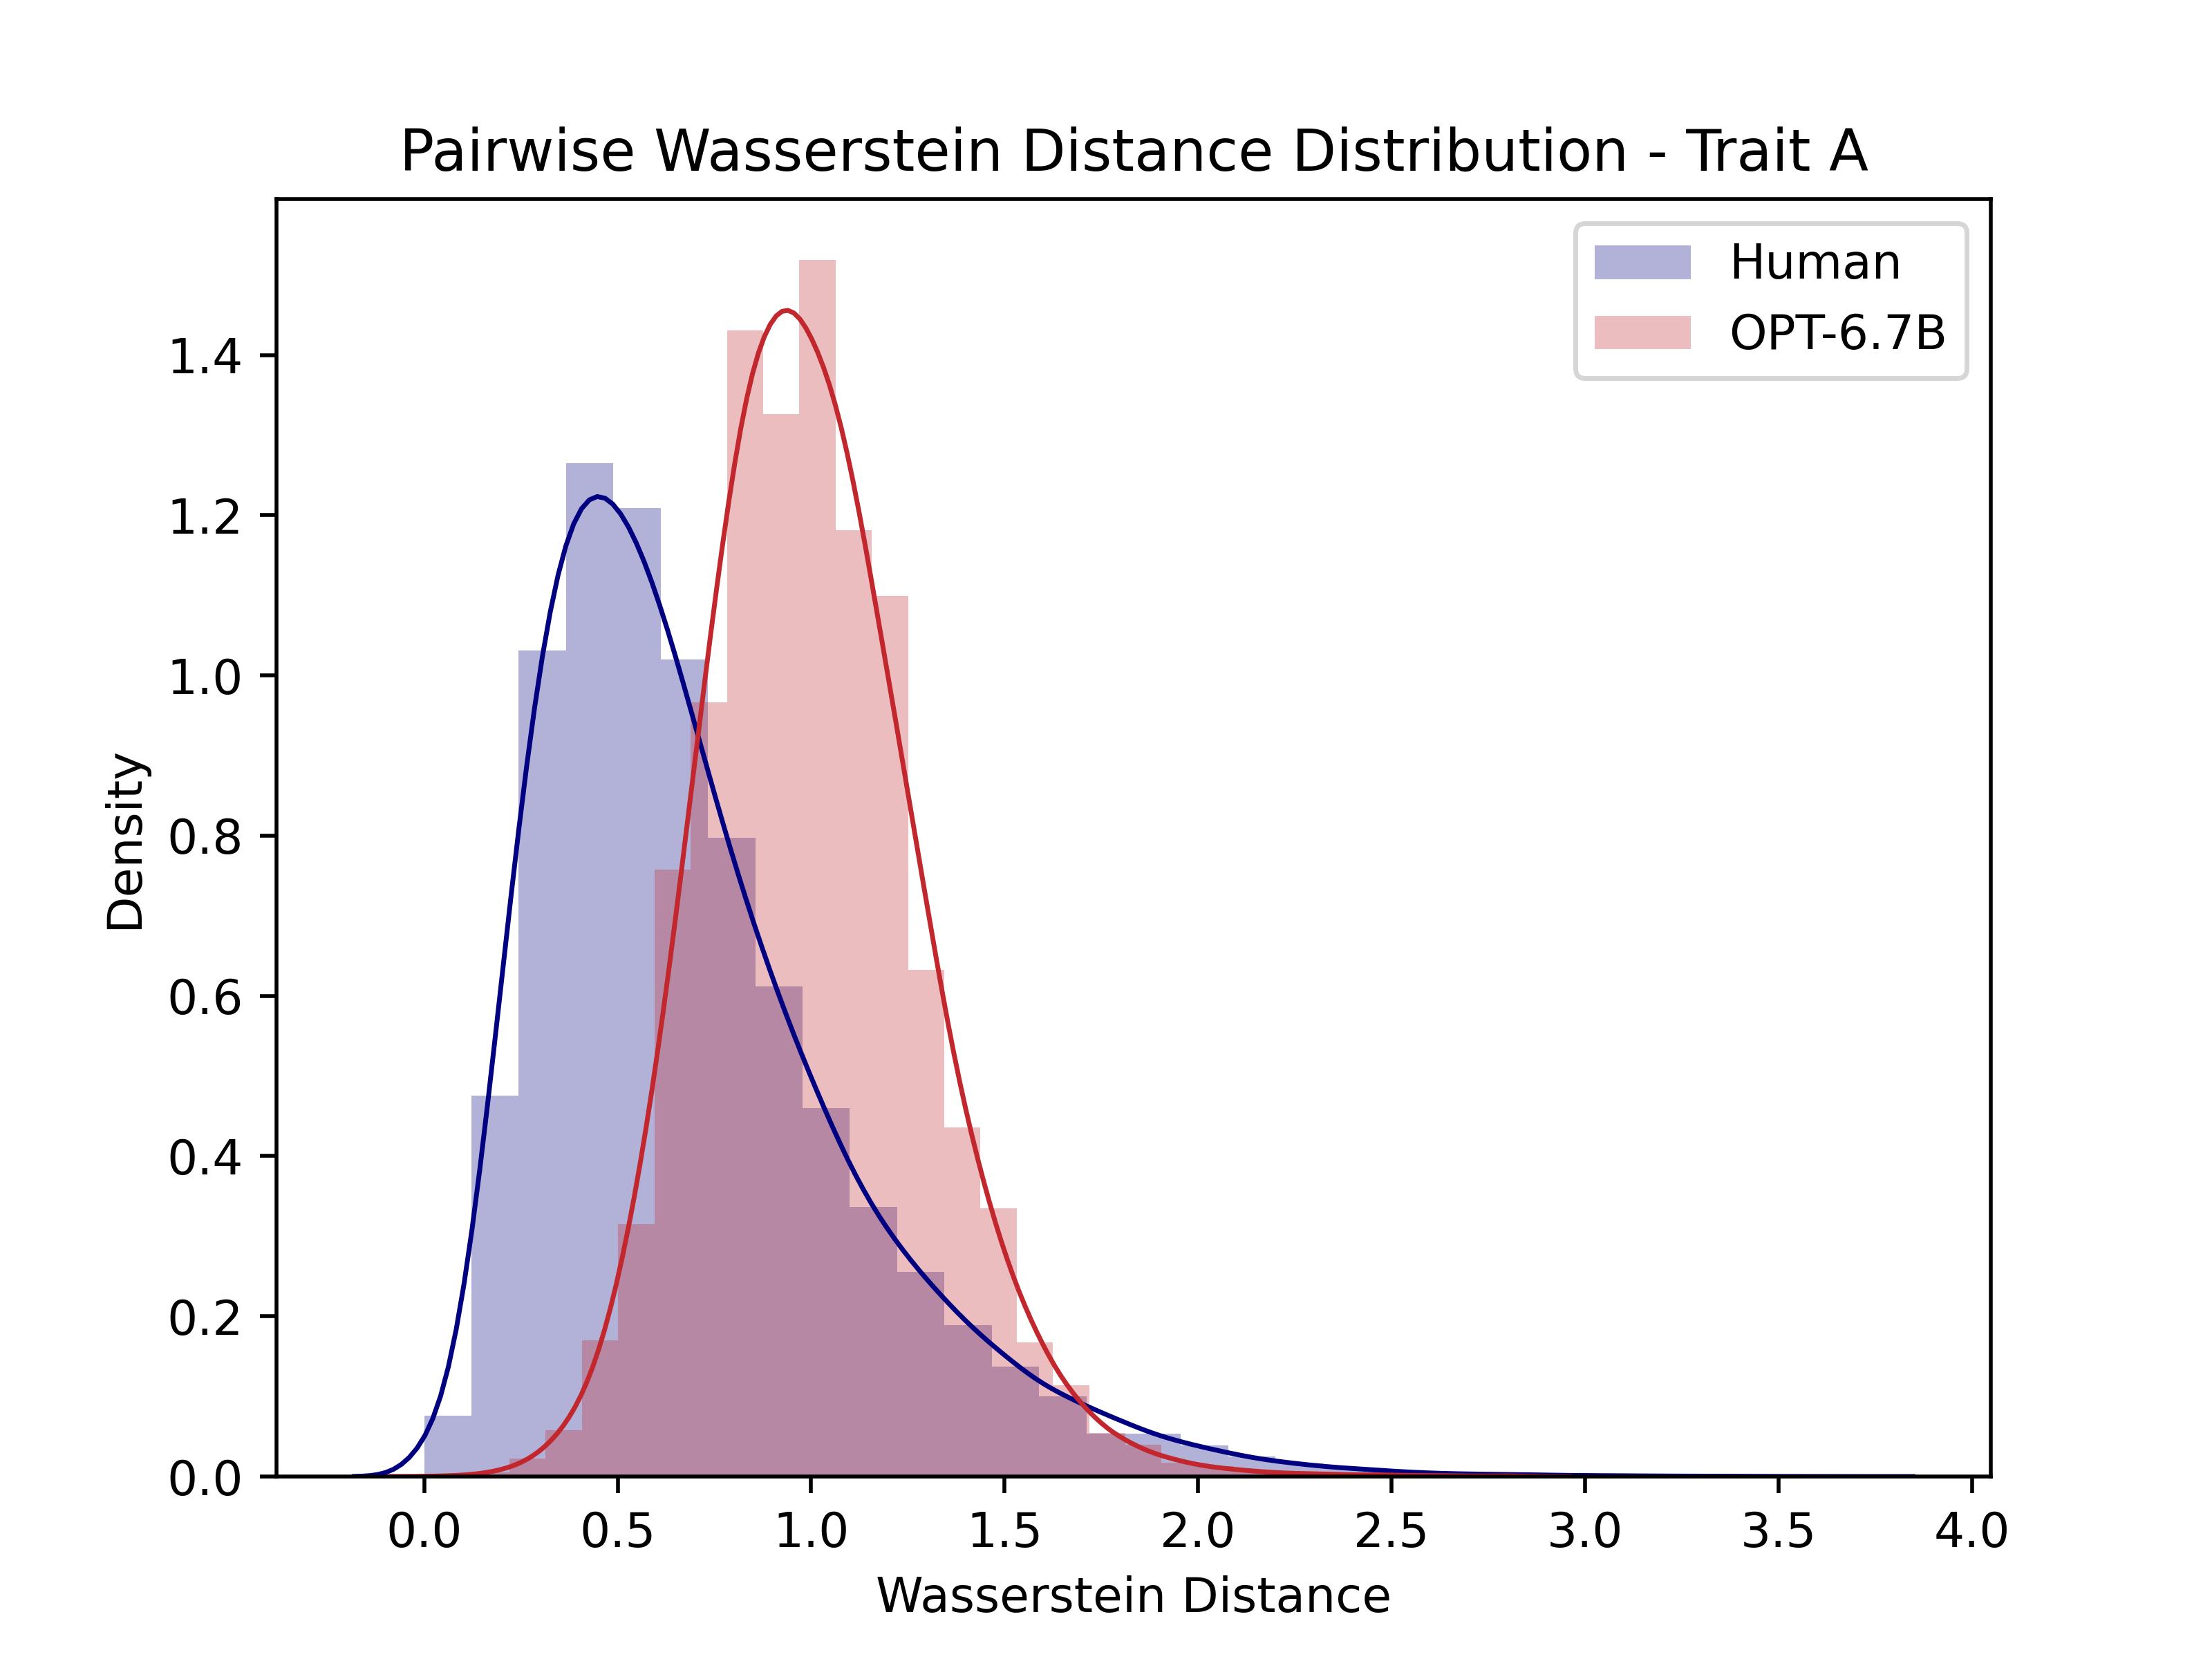 Pairwise Wasserstein Distance Distribution - Trait A
Human
OPT-6.7B
1.4
1.2
1.0
0.8
0.6
0.4
0.2
0.0
Density
0.0 0.5 1.0 1.5 2.0 2.5 3.0 3.5 4.0
Wasserstein Distance